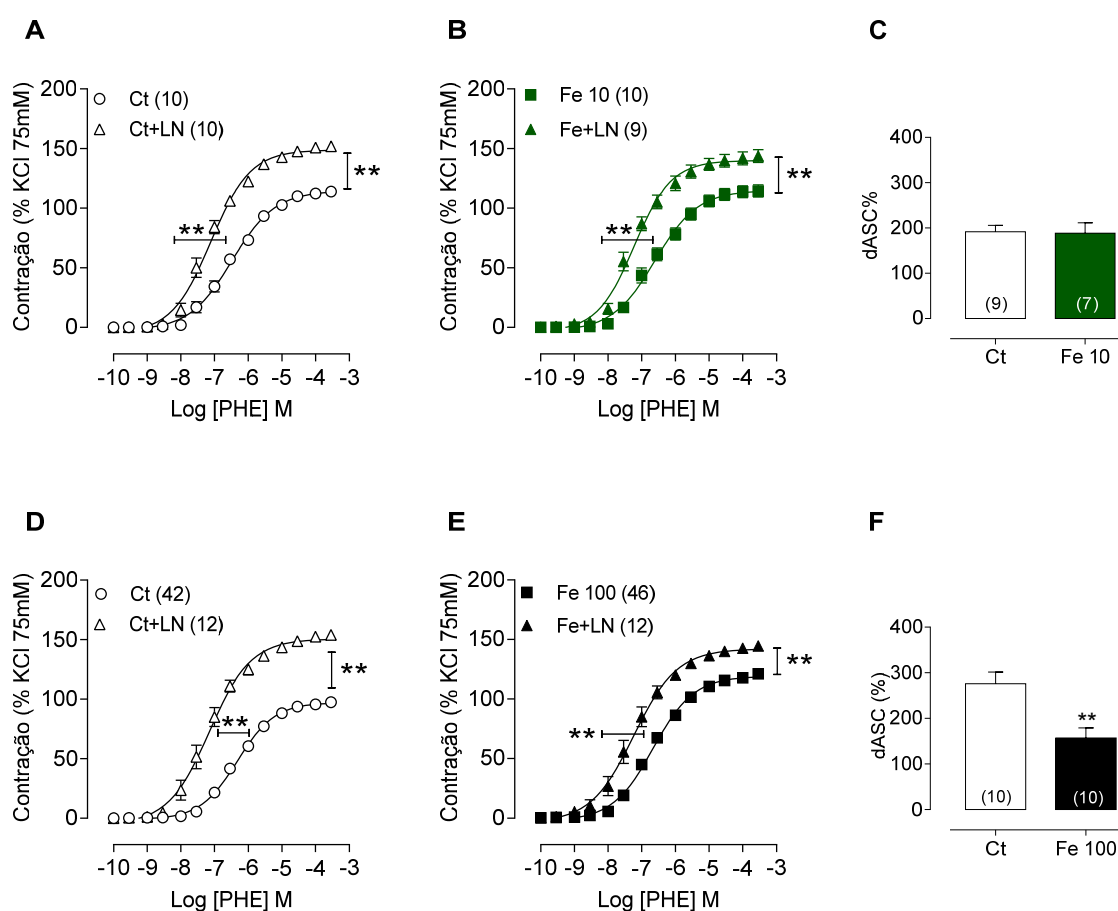 A
Contração (% KCl 75mM)
200
150
100
50
0
Ct (10)
Ct+LN (10)
**
**
-10 -9 -8 -7 -6 -5 -4 -3
Log [PHE] M
B
Contração (% KCl 75mM)
200
150
100
50
0
Fe 10 (10)
Fe+LN (9)
**
**
-10 -9 -8 -7 -6 -5 -4 -3
Log [PHE] M
C
dASC%
400
300
200
100
0
(9) (7)
Ct Fe 10
D
Contração (% KCl 75mM)
200
150
100
50
0
Ct (42)
Ct+LN (12)
**
**
-10 -9 -8 -7 -6 -5 -4 -3
Log [PHE] M
E
Contração (% KCl 75mM)
200
150
100
50
0
Fe 100 (46)
Fe+LN (12)
**
**
-10 -9 -8 -7 -6 -5 -4 -3
Log [PHE] M
F
dASC (%)
400
300
200
100
0
**
(10) (10)
Ct Fe 100